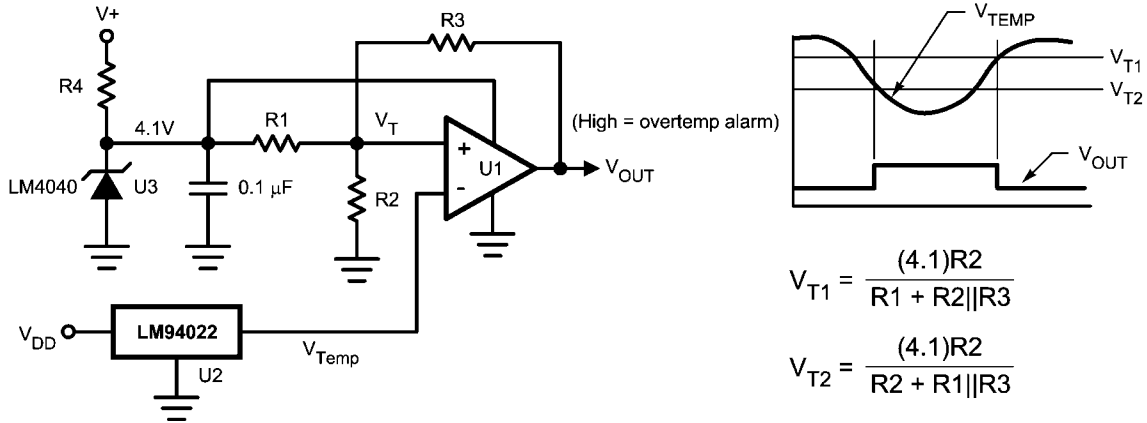 V+
R4
4.1V
LM4040
U3
0.1 μF
R1
R3
V_T
R2
+
-
U1
(High = overtemp alarm)
V_OUT
V_DD
LM94022
U2
V_Temp
V_TEMP
V_T1
V_T2
V_OUT
V_T1 = (4.1)R2 / R1 + R2||R3
V_T2 = (4.1)R2 / R2 + R1||R3